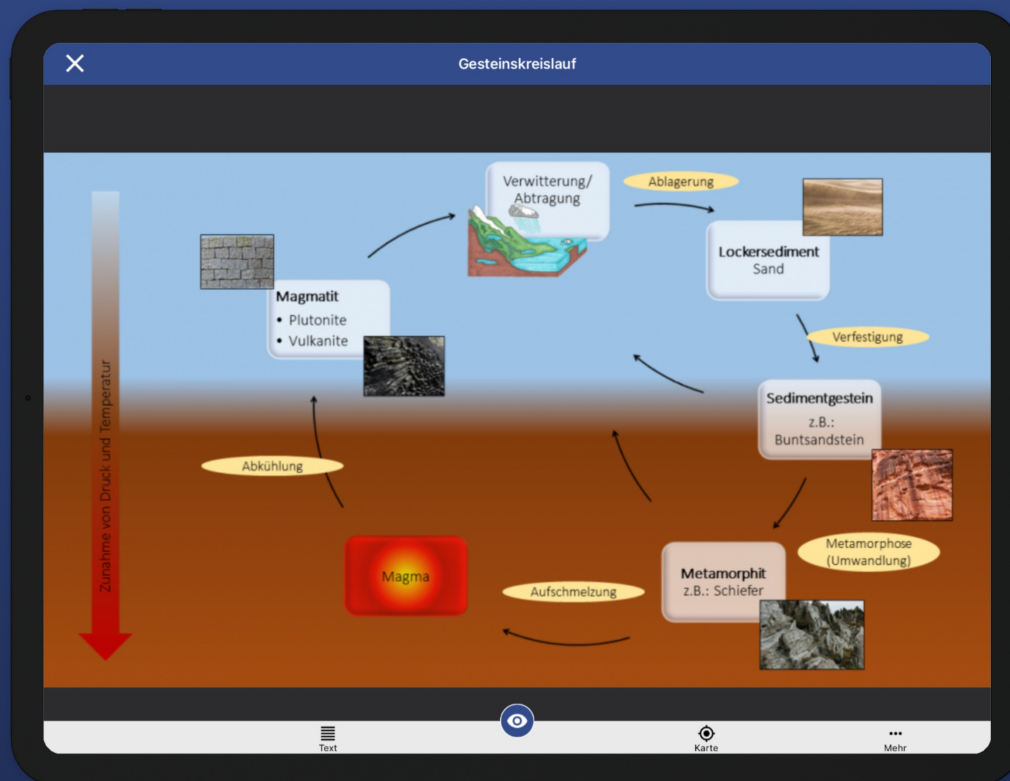 Gesteinskreislauf
Verwitterung/
Abtragung
Ablagerung
Lockersediment
Sand
Magmatit
• Plutonite
• Vulkanite
Verfestigung
Sedimentgestein
z.B.:
Buntsandstein
Zunahme von Druck und Temperatur
Abkühlung
Metamorphose
(Umwandlung)
Magma
Aufschmelzung
Metamorphit
z.B.: Schiefer
Text
Karte
Mehr